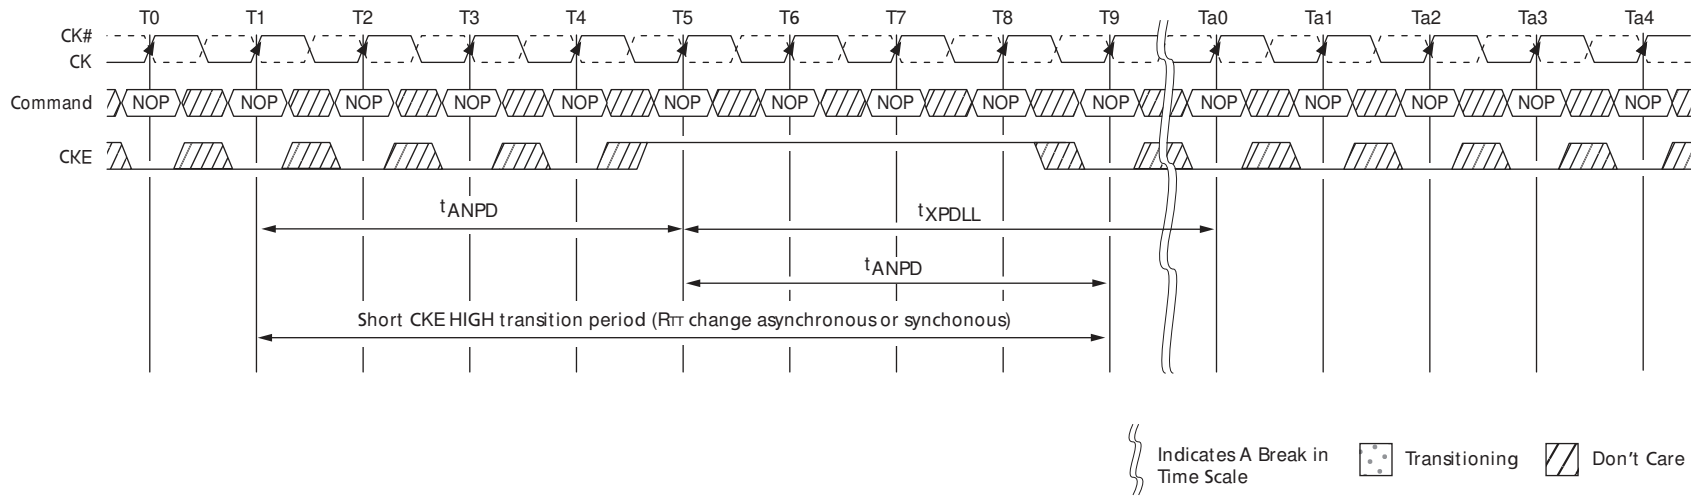 T0 T1 T2 T3 T4 T5 T6 T7 T8 T9 Ta0 Ta1 Ta2 Ta3 Ta4
CK#
CK
Command NOP NOP NOP NOP NOP NOP NOP NOP NOP NOP NOP NOP NOP NOP NOP
CKE
tANPD tXPDLL
tANPD
Short CKE HIGH transition period (RTT change asynchronous or synchonous)
Indicates A Break in
Time Scale
Transitioning
Don't Care